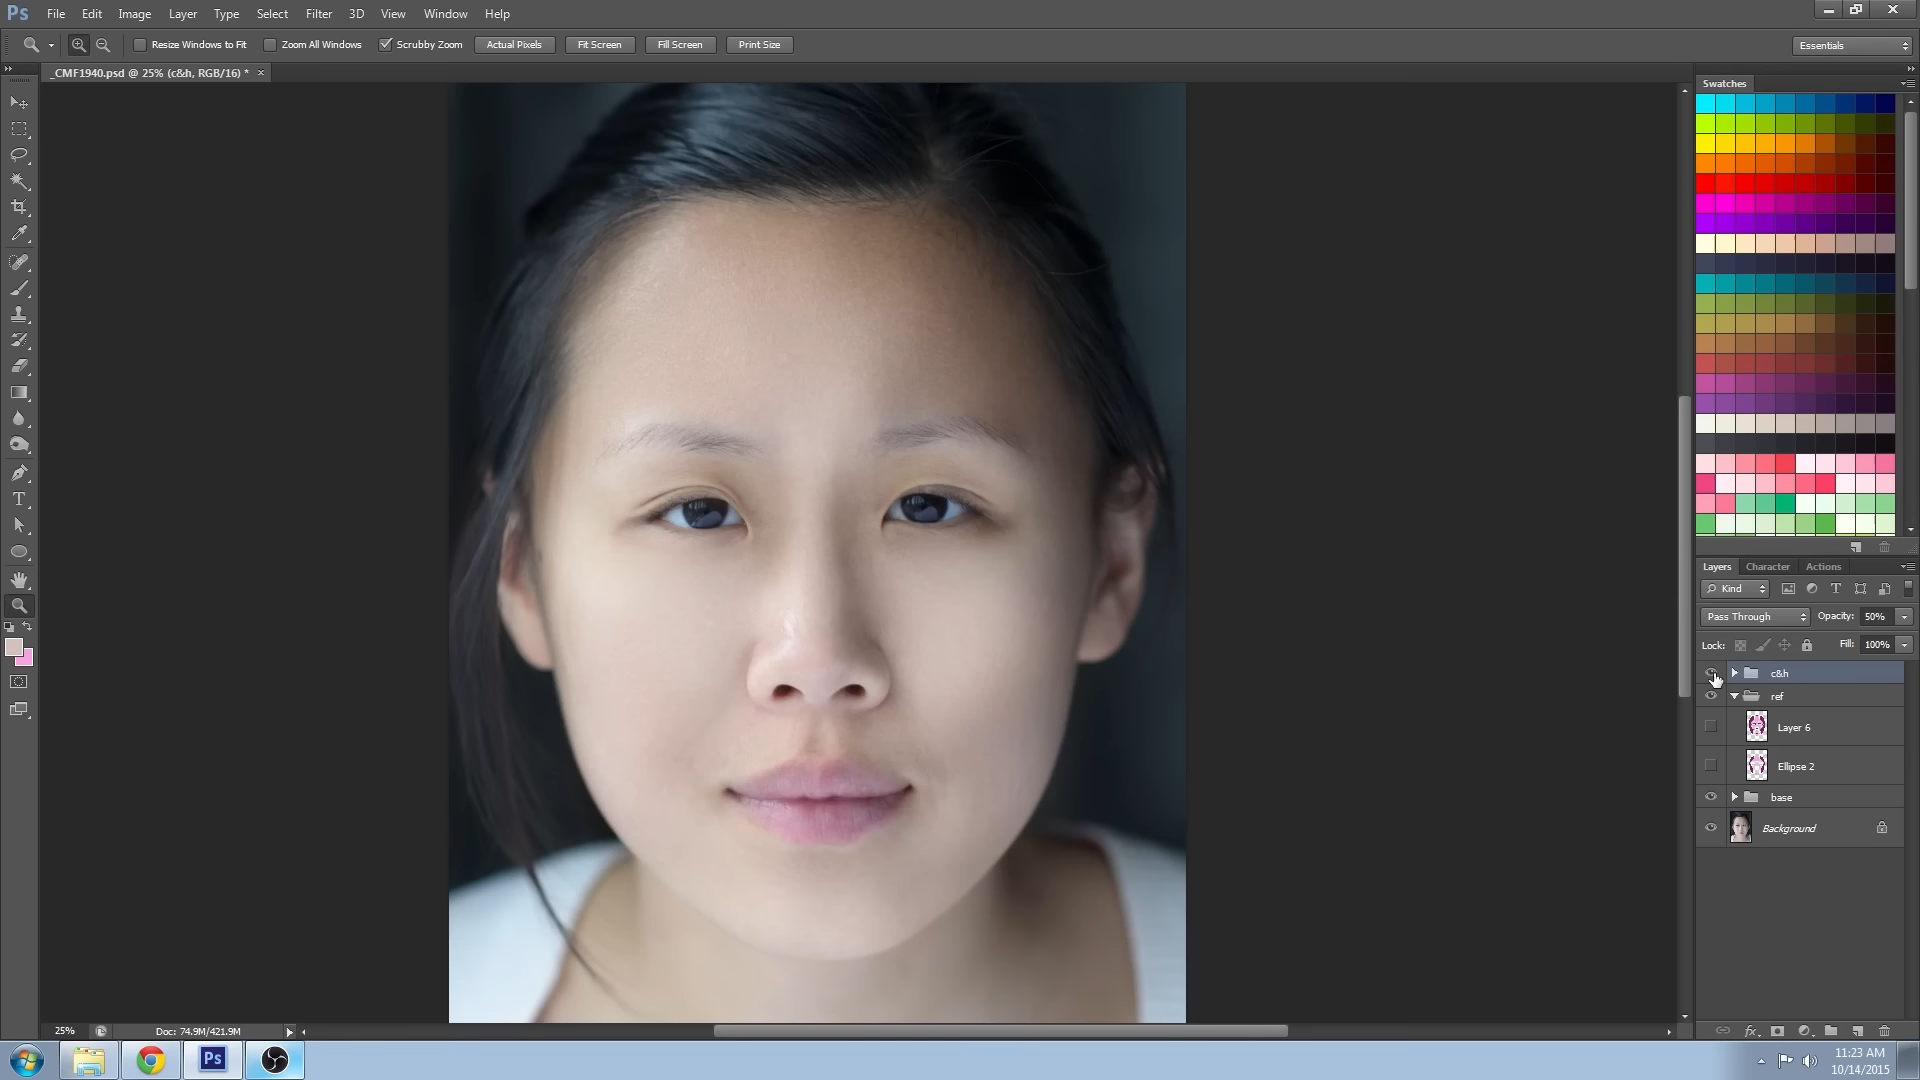 Ps File Edit Image Layer Type Select Filter 3D View Window Help
Resize Windows to Fit Zoom All Windows Scrubby Zoom Actual Pixels Fit Screen Fill Screen Print Size Essentials
_CMF1940.psd @ 25% (c&h, RGB/16) * ×
Swatches
Layers Character Actions
Kind T
Pass Through Opacity: 50%
Lock: Fill: 100%
c&h
ref
Layer 6
Ellipse 2
base
Background
T
25% Doc: 74.9M/421.9M
fx
Ps
11:23 AM
10/14/2015